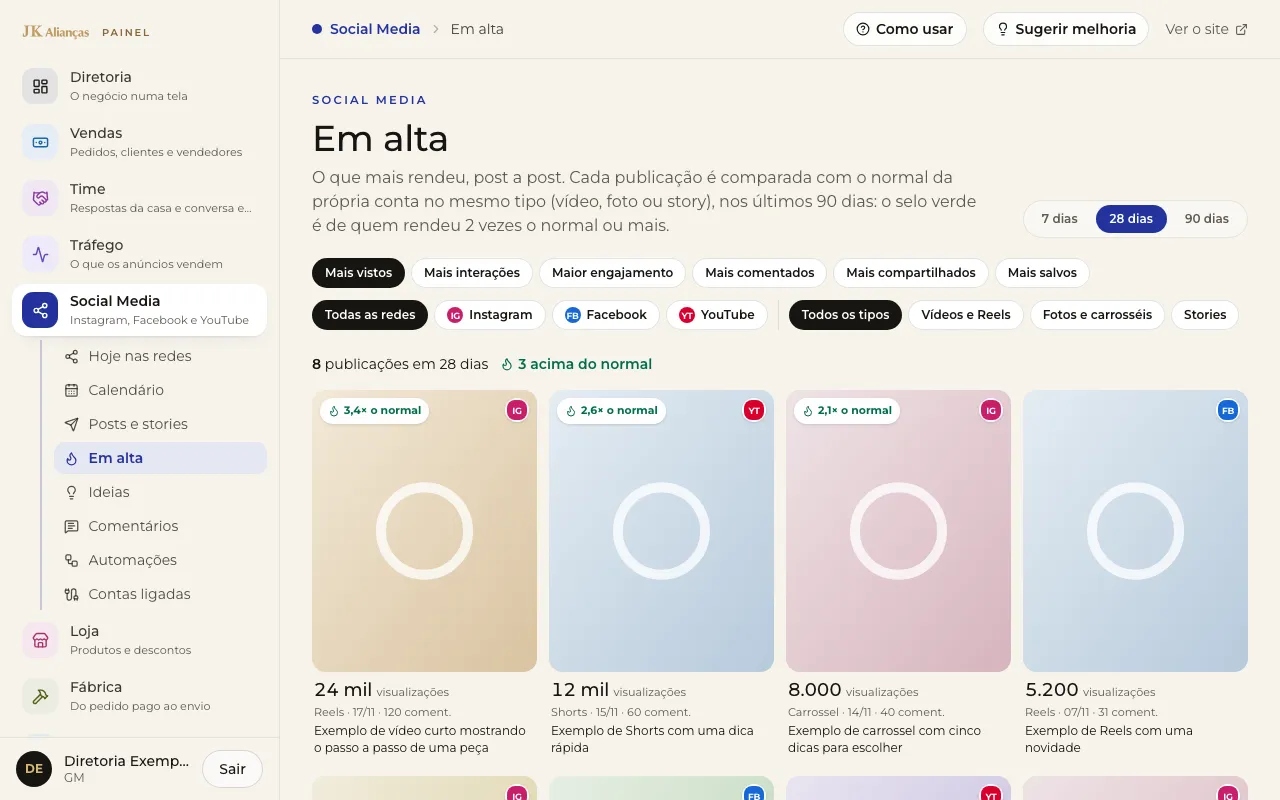 JK Alianças PAINEL
Diretoria
O negócio numa tela
Vendas
Pedidos, clientes e vendedores
Time
Respostas da casa e conversa e...
Tráfego
O que os anúncios vendem
Social Media
Instagram, Facebook e YouTube
Hoje nas redes
Calendário
Posts e stories
Em alta
Ideias
Comentários
Automações
Contas ligadas
Loja
Produtos e descontos
Fábrica
Do pedido pago ao envio
DE
Diretoria Exemp...
GM
Sair
Social Media > Em alta
Como usar
Sugerir melhoria
Ver o site
SOCIAL MEDIA
Em alta
O que mais rendeu, post a post. Cada publicação é comparada com o normal da
própria conta no mesmo tipo (vídeo, foto ou story), nos últimos 90 dias: o selo verde
é de quem rendeu 2 vezes o normal ou mais.
7 dias 28 dias 90 dias
Mais vistos Mais interações Maior engajamento Mais comentados Mais compartilhados Mais salvos
Todas as redes IG Instagram FB Facebook YT YouTube Todos os tipos Vídeos e Reels Fotos e carrosséis Stories
8 publicações em 28 dias 3 acima do normal
3,4× o normal IG
24 mil visualizações
Reels · 17/11 · 120 coment.
Exemplo de vídeo curto mostrando
o passo a passo de uma peça
2,6× o normal YT
12 mil visualizações
Shorts · 15/11 · 60 coment.
Exemplo de Shorts com uma dica
rápida
2,1× o normal IG
8.000 visualizações
Carrossel · 14/11 · 40 coment.
Exemplo de carrossel com cinco
dicas para escolher
FB
5.200 visualizações
Reels · 07/11 · 31 coment.
Exemplo de Reels com uma
novidade
IG FB YT IG